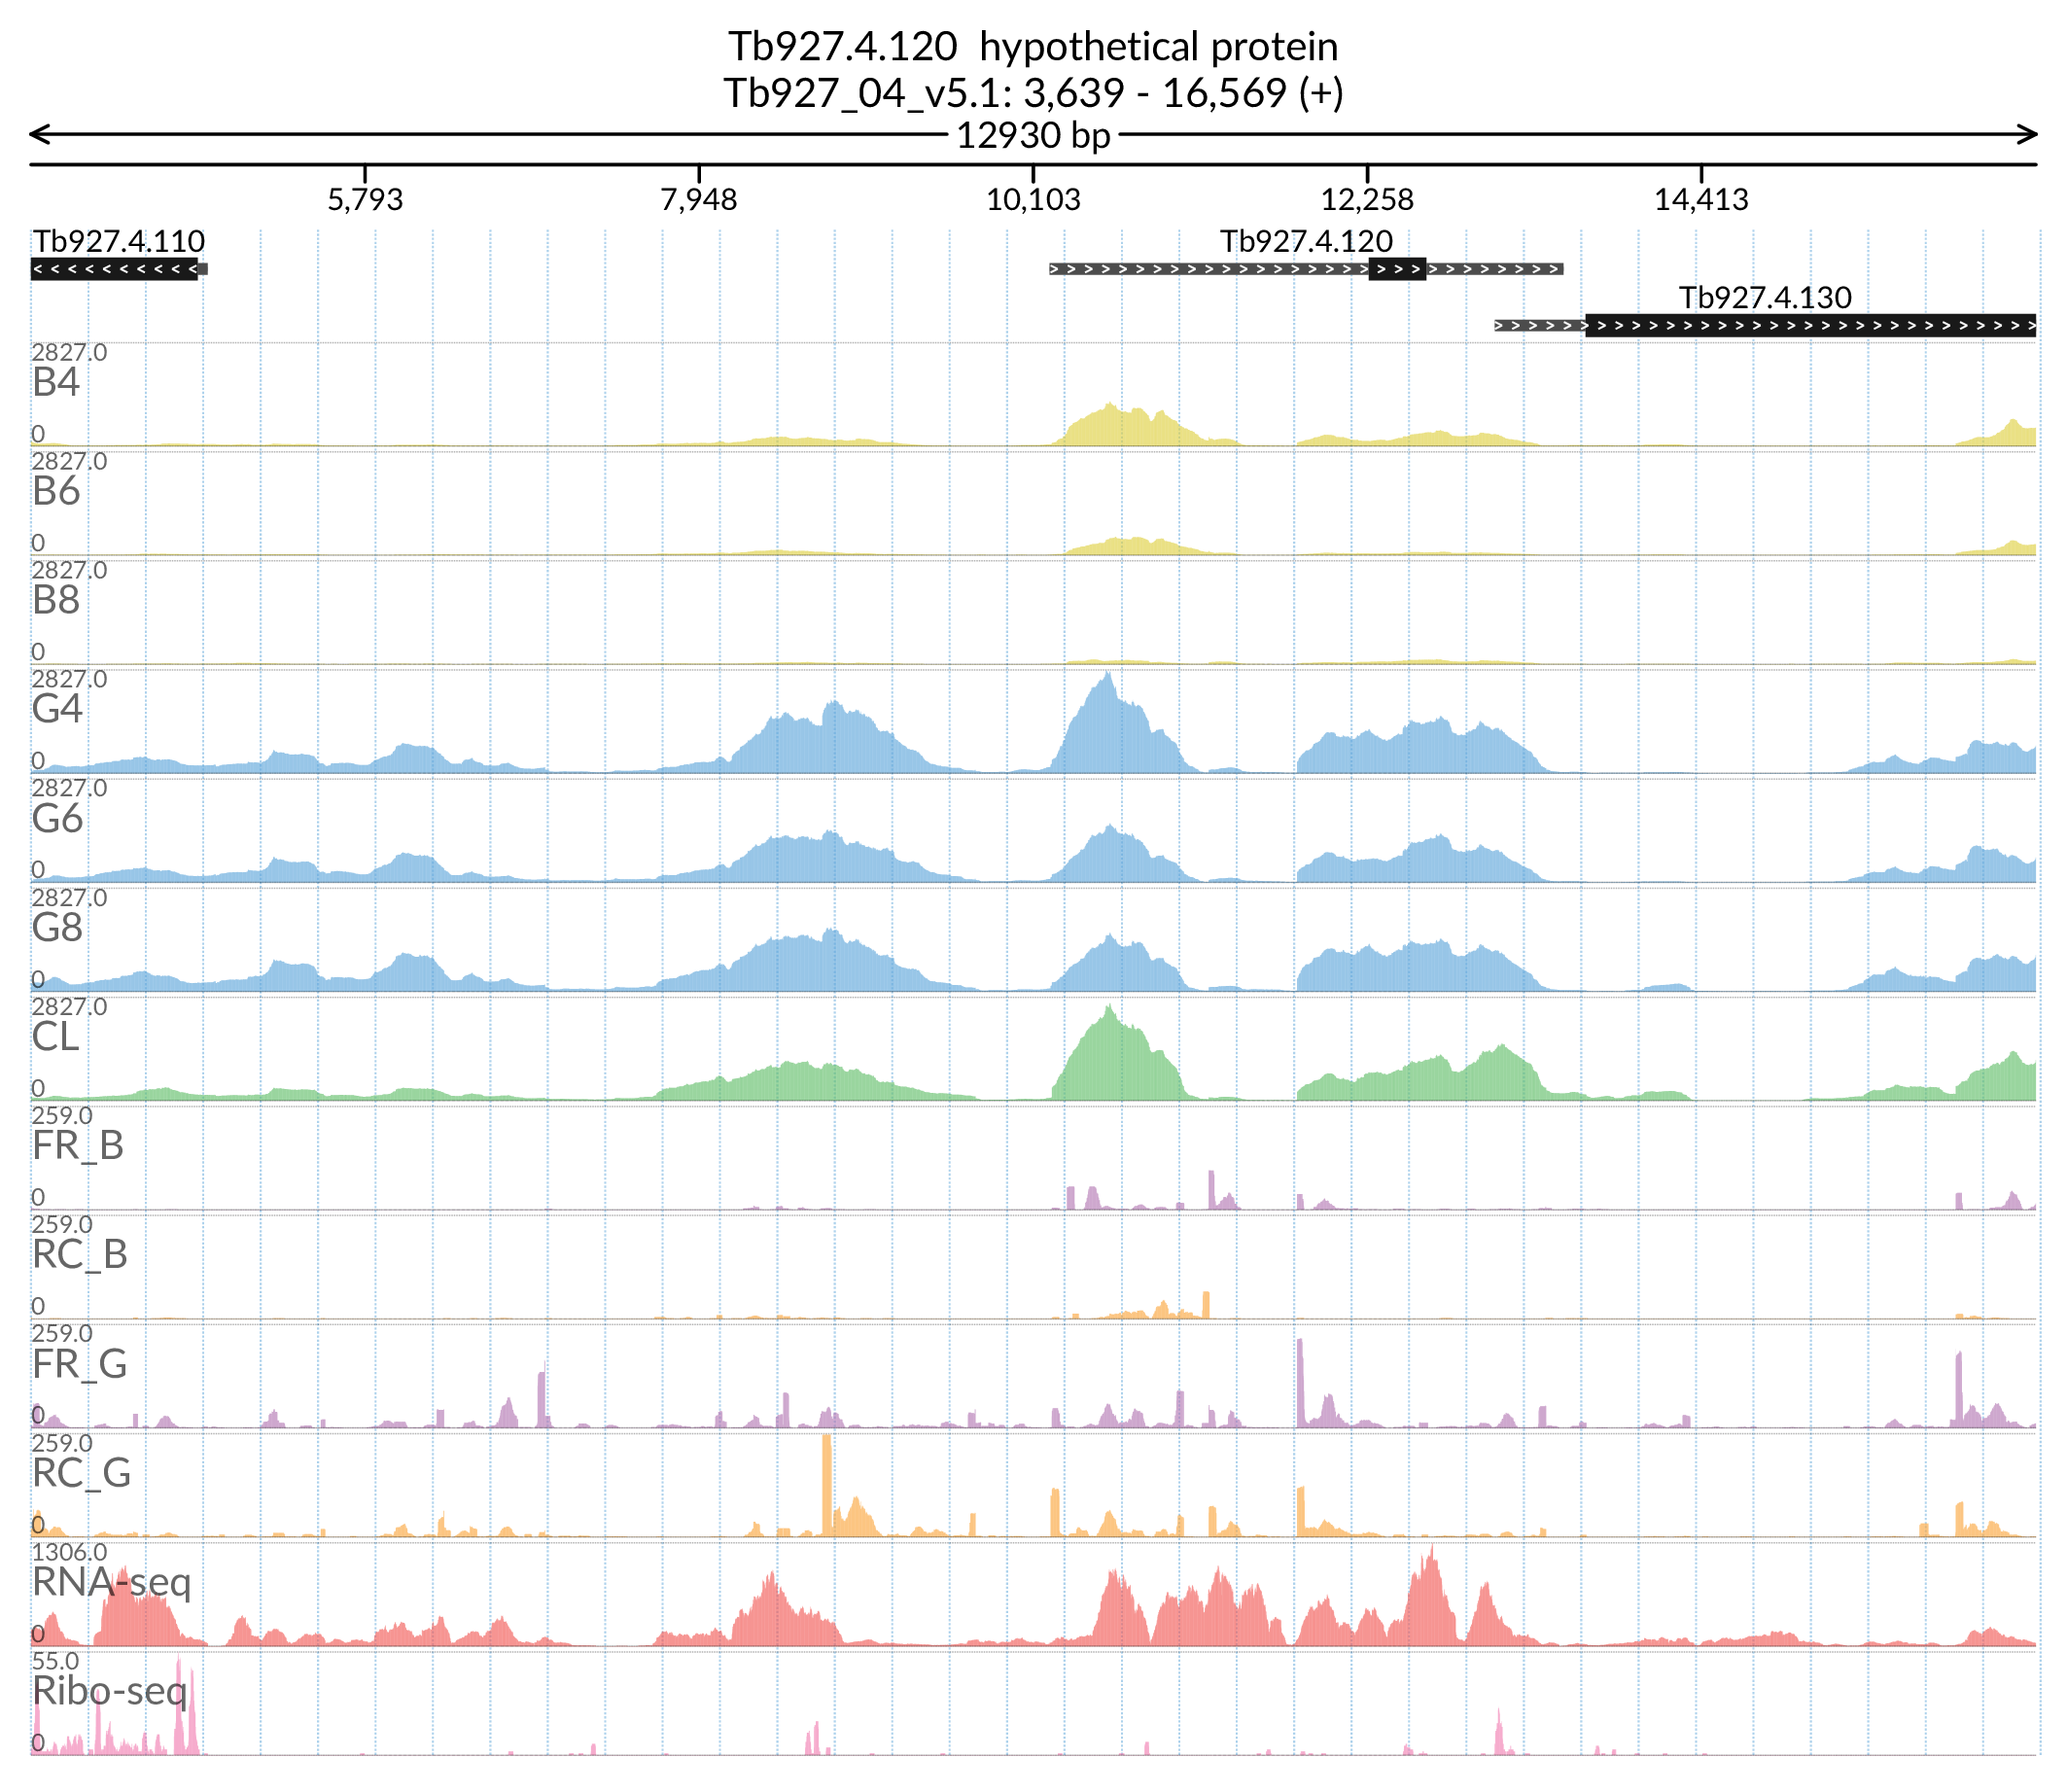 Tb927.4.120 hypothetical protein
Tb927_04_v5.1: 3,639 - 16,569 (+)
12930 bp
5,793 7,948 10,103 12,258 14,413
Tb927.4.110 Tb927.4.120
Tb927.4.130
2827.0
B4
0
2827.0
B6
0
2827.0
B8
0
2827.0
G4
0
2827.0
G6
0
2827.0
G8
0
2827.0
CL
0
259.0
FR_B
0
259.0
RC_B
0
259.0
FR_G
0
259.0
RC_G
0
1306.0
RNA-seq
0
55.0
Ribo-seq
0